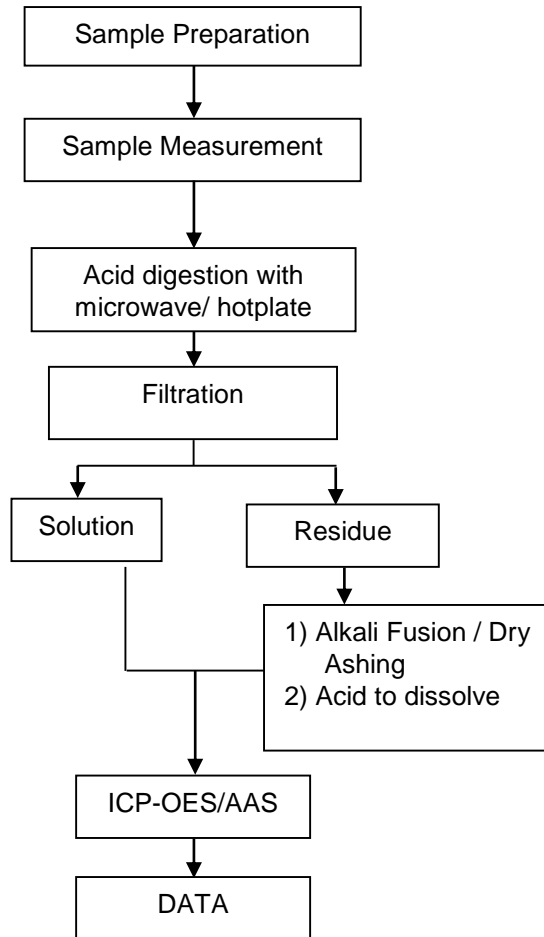 Sample Preparation
Sample Measurement
Acid digestion with
microwave/ hotplate
Filtration
Solution
Residue
1) Alkali Fusion / Dry
Ashing
2) Acid to dissolve
ICP-OES/AAS
DATA